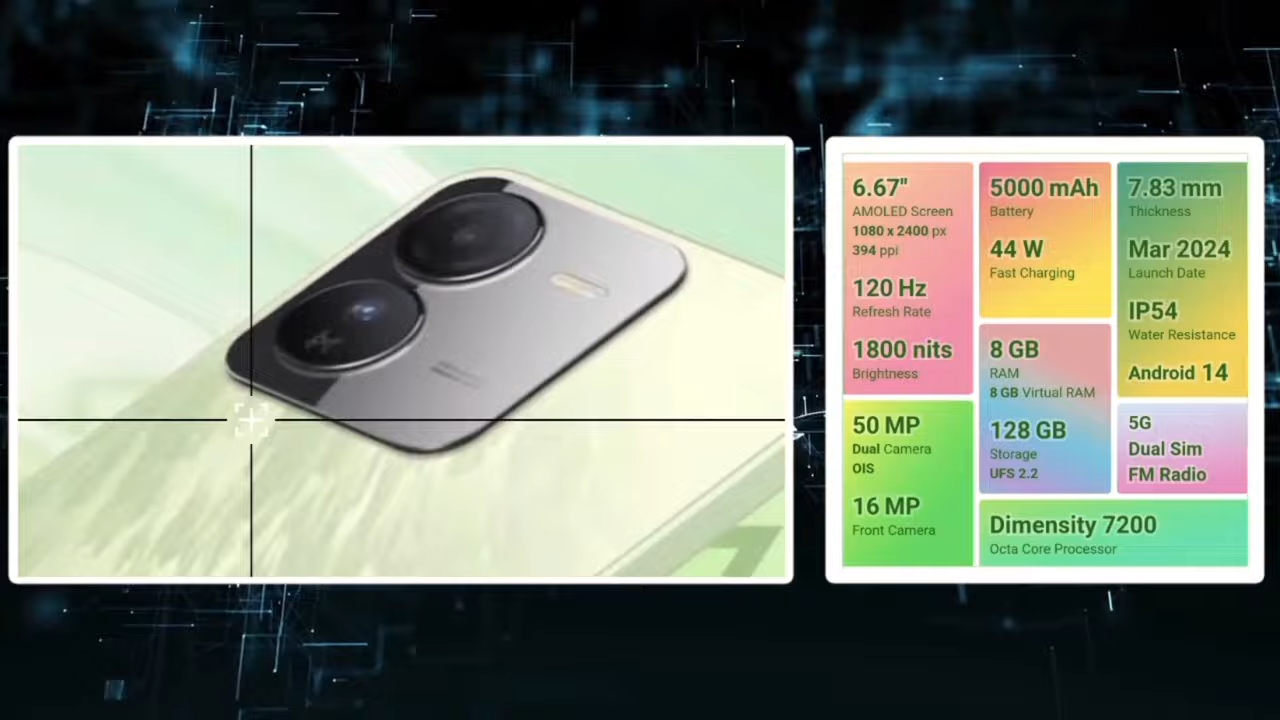 6.67"
AMOLED Screen
1080 x 2400 px
394 ppi
120 Hz
Refresh Rate
1800 nits
Brightness
50 MP
Dual Camera
OIS
16 MP
Front Camera
5000 mAh
Battery
44 W
Fast Charging
8 GB
RAM
8 GB Virtual RAM
128 GB
Storage
UFS 2.2
7.83 mm
Thickness
Mar 2024
Launch Date
IP54
Water Resistance
Android 14
5G
Dual Sim
FM Radio
Dimensity 7200
Octa Core Processor